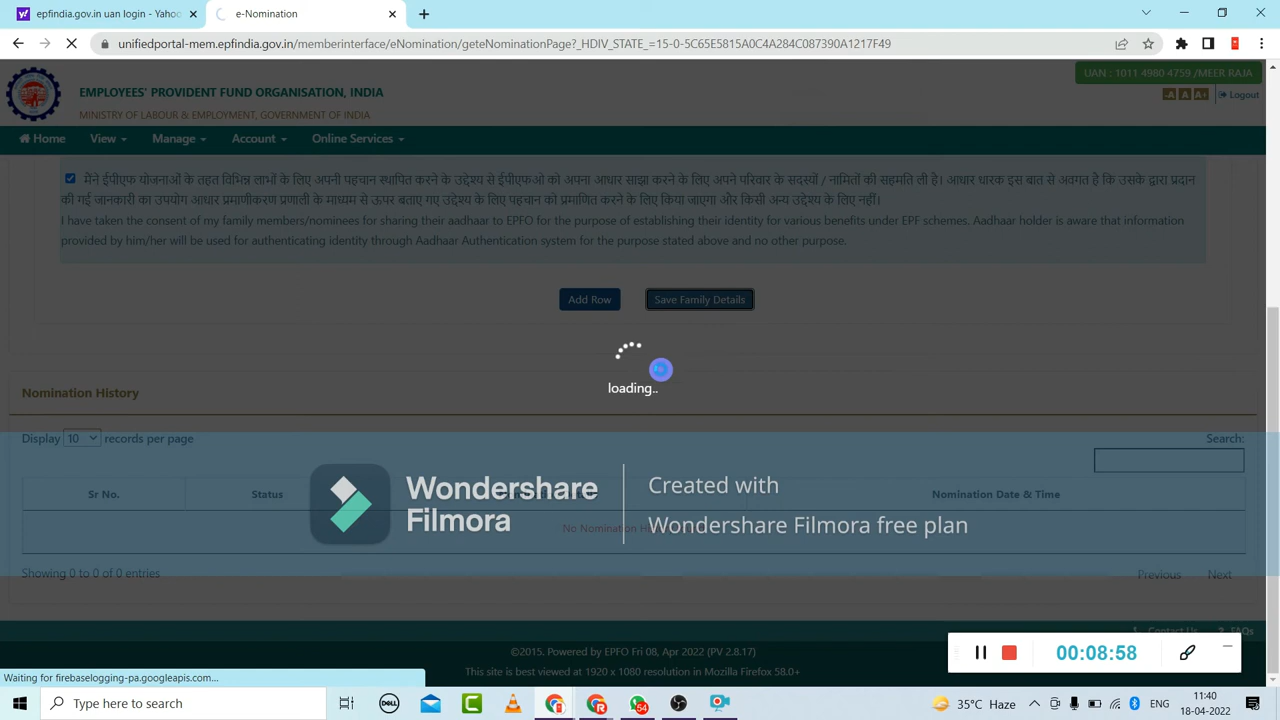 epfindia.gov.in uan login - Yahoo
e-Nomination
unifiedportal-mem.epfindia.gov.in/memberinterface/eNomination/getNominationPage?_HDIV_STATE_=15-0-5C65E5815A0C4A284C087390A1217F49
UAN : 1011 4980 4759 /MEER RAJA
EMPLOYEES' PROVIDENT FUND ORGANISATION, INDIA
-A A A+ Logout
MINISTRY OF LABOUR & EMPLOYMENT, GOVERNMENT OF INDIA
Home View Manage Account Online Services
मैंने ईपीएफ योजनाओं के तहत विभिन्न लाभों के लिए अपनी पहचान स्थापित करने के उद्देश्य से ईपीएफओ को अपना आधार साझा करने के लिए अपने परिवार के सदस्यों / नामितों की सहमति ली है। आधार धारक इस बात से अवगत है कि उसके द्वारा प्रदान
की गई जानकारी का उपयोग आधार प्रमाणीकरण प्रणाली के माध्यम से ऊपर बताए गए उद्देश्य के लिए पहचान को प्रमाणित करने के लिए किया जाएगा और किसी अन्य उद्देश्य के लिए नहीं।
I have taken the consent of my family members/nominees for sharing their aadhaar to EPFO for the purpose of establishing their identity for various benefits under EPF schemes. Aadhaar holder is aware that information
provided by him/her will be used for authenticating identity through Aadhaar Authentication system for the purpose stated above and no other purpose.
Add Row Save Family Details
loading..
Nomination History
Display 10 records per page Search:
Sr No. Status Nomination Date & Time
Wondershare Filmora
Created with
Wondershare Filmora free plan
No Nomination
Showing 0 to 0 of 0 entries Previous Next
Contact Us FAQs
©2015. Powered by EPFO Fri 08, Apr 2022 (PV 2.8.17)
This site is best viewed at 1920 x 1080 resolution in Mozilla Firefox 58.0+
00:08:58
Waiting for firebaselogging-pa.googleapis.com...
Type here to search
DELL
54
35°C Haze
ENG
11:40
18-04-2022